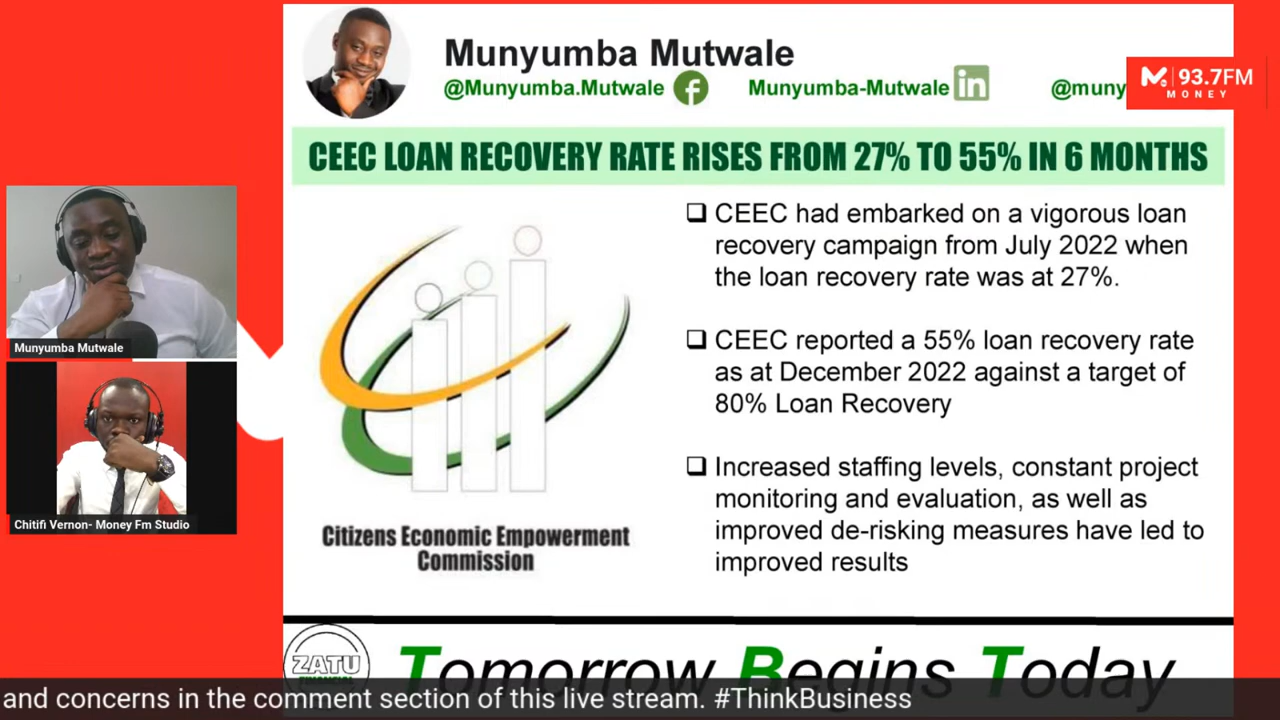 Munyumba Mutwale
@Munyumba.Mutwale
Munyumba-Mutwale
@muny
93.7FM
MONEY
CEEC LOAN RECOVERY RATE RISES FROM 27% TO 55% IN 6 MONTHS
CEEC had embarked on a vigorous loan
recovery campaign from July 2022 when
the loan recovery rate was at 27%.
CEEC reported a 55% loan recovery rate
as at December 2022 against a target of
80% Loan Recovery
Increased staffing levels, constant project
monitoring and evaluation, as well as
improved de-risking measures have led to
improved results
Citizens Economic Empowerment
Commission
Munyumba Mutwale
Chitifi Vernon- Money Fm Studio
ZATU
Tomorrow Begins Today
and concerns in the comment section of this live stream. #ThinkBusiness